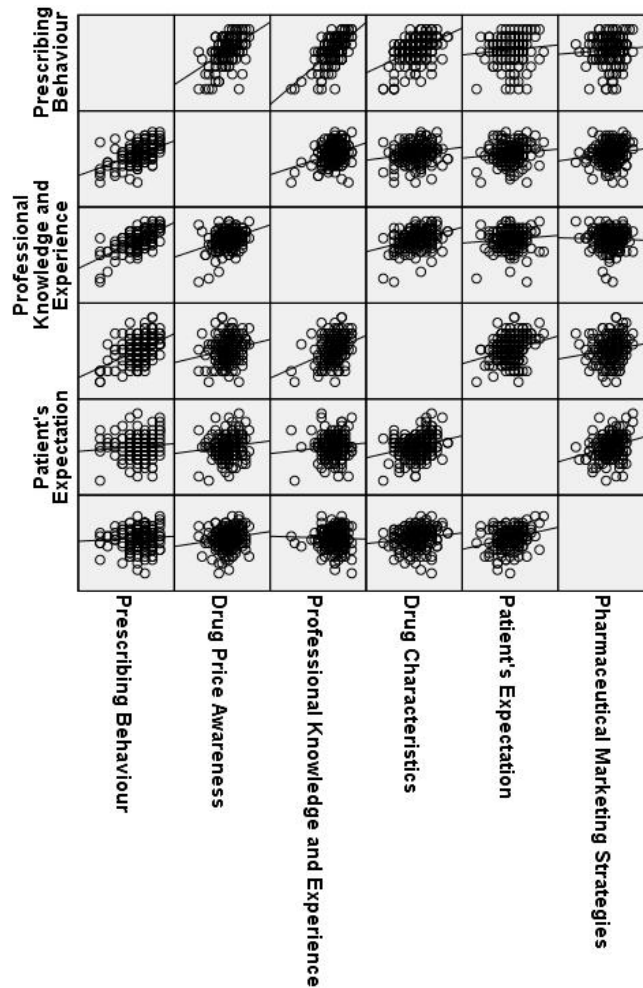 Prescribing
Behaviour
Professional
Knowledge and
Experience
Patient's
Expectation
Prescribing Behaviour
Drug Price Awareness
Professional Knowledge and Experience
Drug Characteristics
Patient's Expectation
Pharmaceutical Marketing Strategies